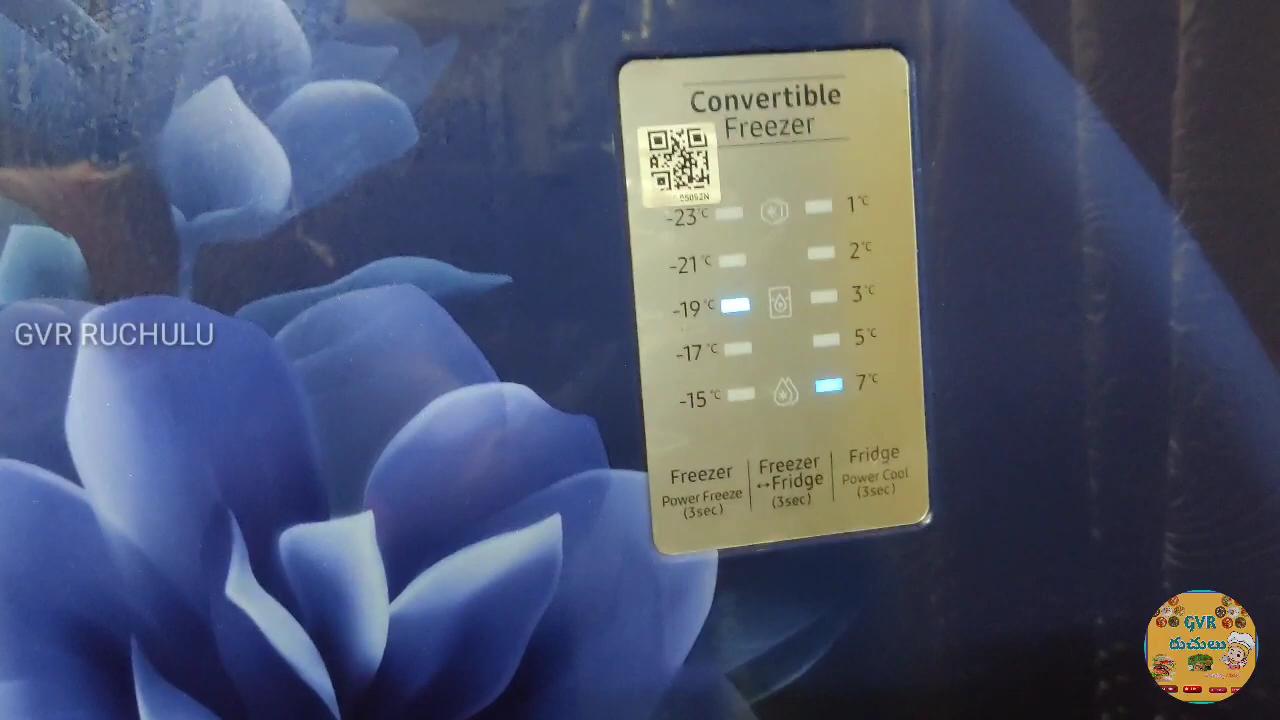 Convertible
Freezer
-23°C 1°C
-21°C 2°C
-19°C 3°C
-17°C 5°C
-15°C 7°C
Freezer
Power Freeze
(3sec)
Freezer
↔Fridge
(3sec)
Fridge
Power Cool
(3sec)
GVR RUCHULU
GVR
రుచులు